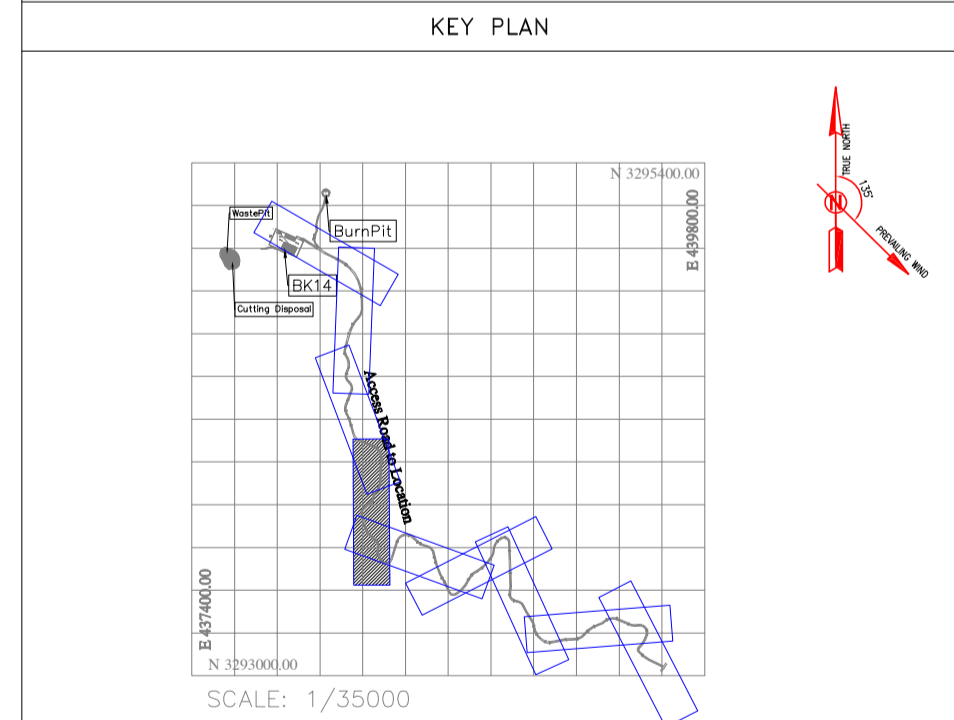 KEY PLAN
N 3295400.00
E 439800.00
TRUE NORTH
135°
N
PREVAILING WIND
WastePit
BurnPit
BK14
Cutting Disposal
Access Road to Location
E 437400.00
N 3293000.00
SCALE: 1/35000